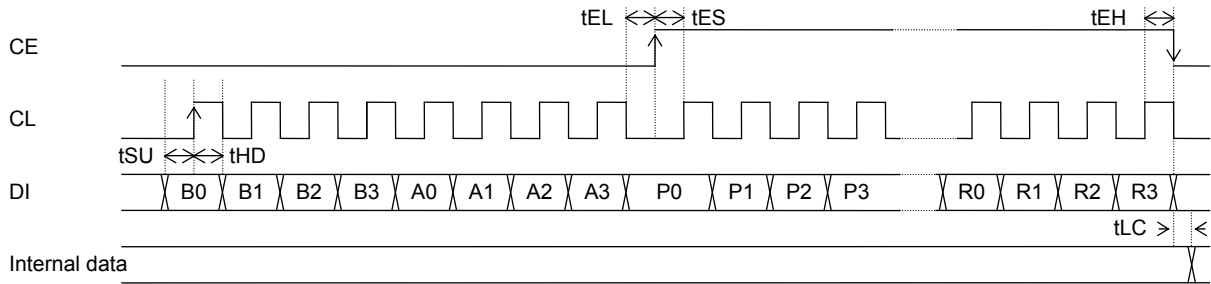 tEL tES tEH
CE
CL
tSU tHD
DI B0 B1 B2 B3 A0 A1 A2 A3 P0 P1 P2 P3 R0 R1 R2 R3
tLC
Internal data